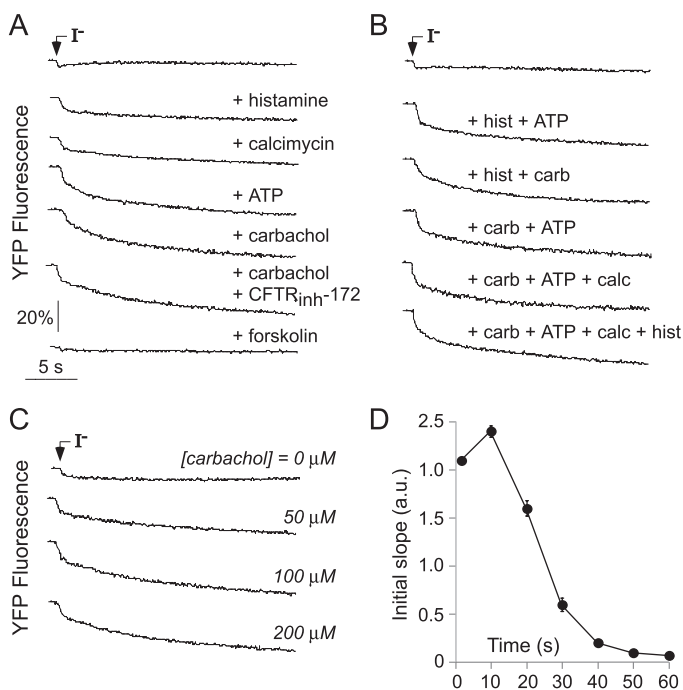 A
I-
YFP Fluorescence
+ histamine
+ calcimycin
+ ATP
+ carbachol
+ carbachol
+ CFTRinh-172
+ forskolin
20%
5 s
B
I-
+ hist + ATP
+ hist + carb
+ carb + ATP
+ carb + ATP + calc
+ carb + ATP + calc + hist
C
I-
YFP Fluorescence
[carbachol] = 0 µM
50 µM
100 µM
200 µM
D
Initial slope (a.u.)
2.5
1.0
1.5
1.0
0.5
0
Time (s)
0 10 20 30 40 50 60